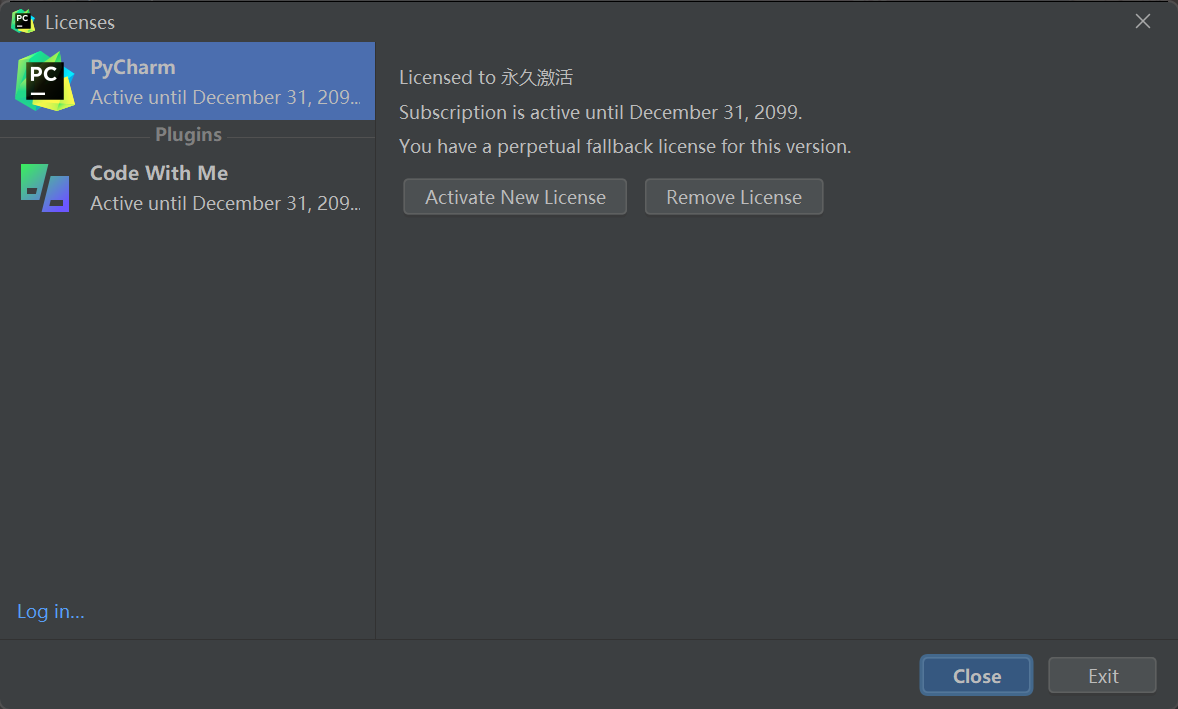 Licenses
PC
PyCharm
Active until December 31, 209...
Plugins
Code With Me
Active until December 31, 209...
Log in...
Licensed to 永久激活
Subscription is active until December 31, 2099.
You have a perpetual fallback license for this version.
Activate New License
Remove License
Close
Exit